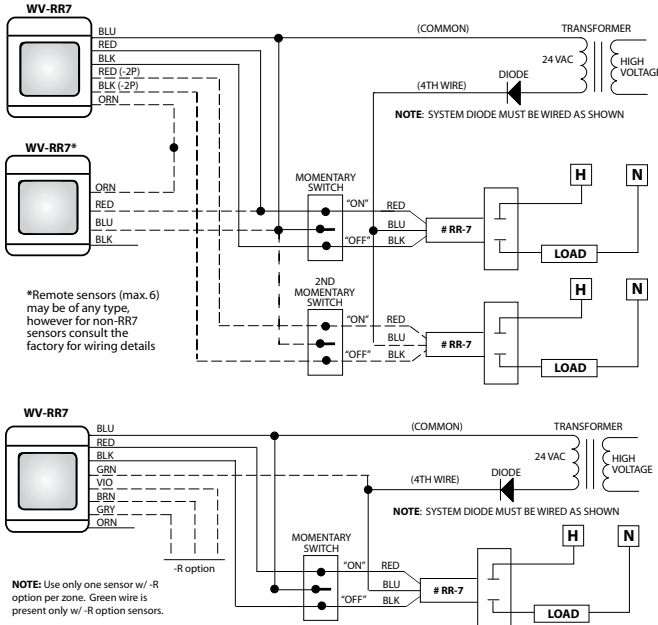 WV-RR7
BLU
RED
BLK
RED (-2P)
BLK (-2P)
ORN
(COMMON)
TRANSFORMER
24 VAC
HIGH
VOLTAGE
DIODE
(4TH WIRE)
NOTE: SYSTEM DIODE MUST BE WIRED AS SHOWN
WV-RR7*
ORN
RED
BLU
BLK
MOMENTARY
SWITCH
"ON"
RED
BLU
"OFF"
BLK
# RR-7
H
N
LOAD
*Remote sensors (max. 6)
may be of any type,
however for non-RR7
sensors consult the
factory for wiring details
2ND
MOMENTARY
SWITCH
"ON"
RED
BLU
"OFF"
BLK
# RR-7
H
N
LOAD
WV-RR7
BLU
RED
BLK
GRN
VIO
BRN
GRY
ORN
-R option
(COMMON)
TRANSFORMER
24 VAC
HIGH
VOLTAGE
DIODE
(4TH WIRE)
NOTE: SYSTEM DIODE MUST BE WIRED AS SHOWN
MOMENTARY
SWITCH
"ON"
RED
BLU
"OFF"
BLK
# RR-7
H
N
LOAD
NOTE: Use only one sensor w/ -R
option per zone. Green wire is
present only w/ -R option sensors.